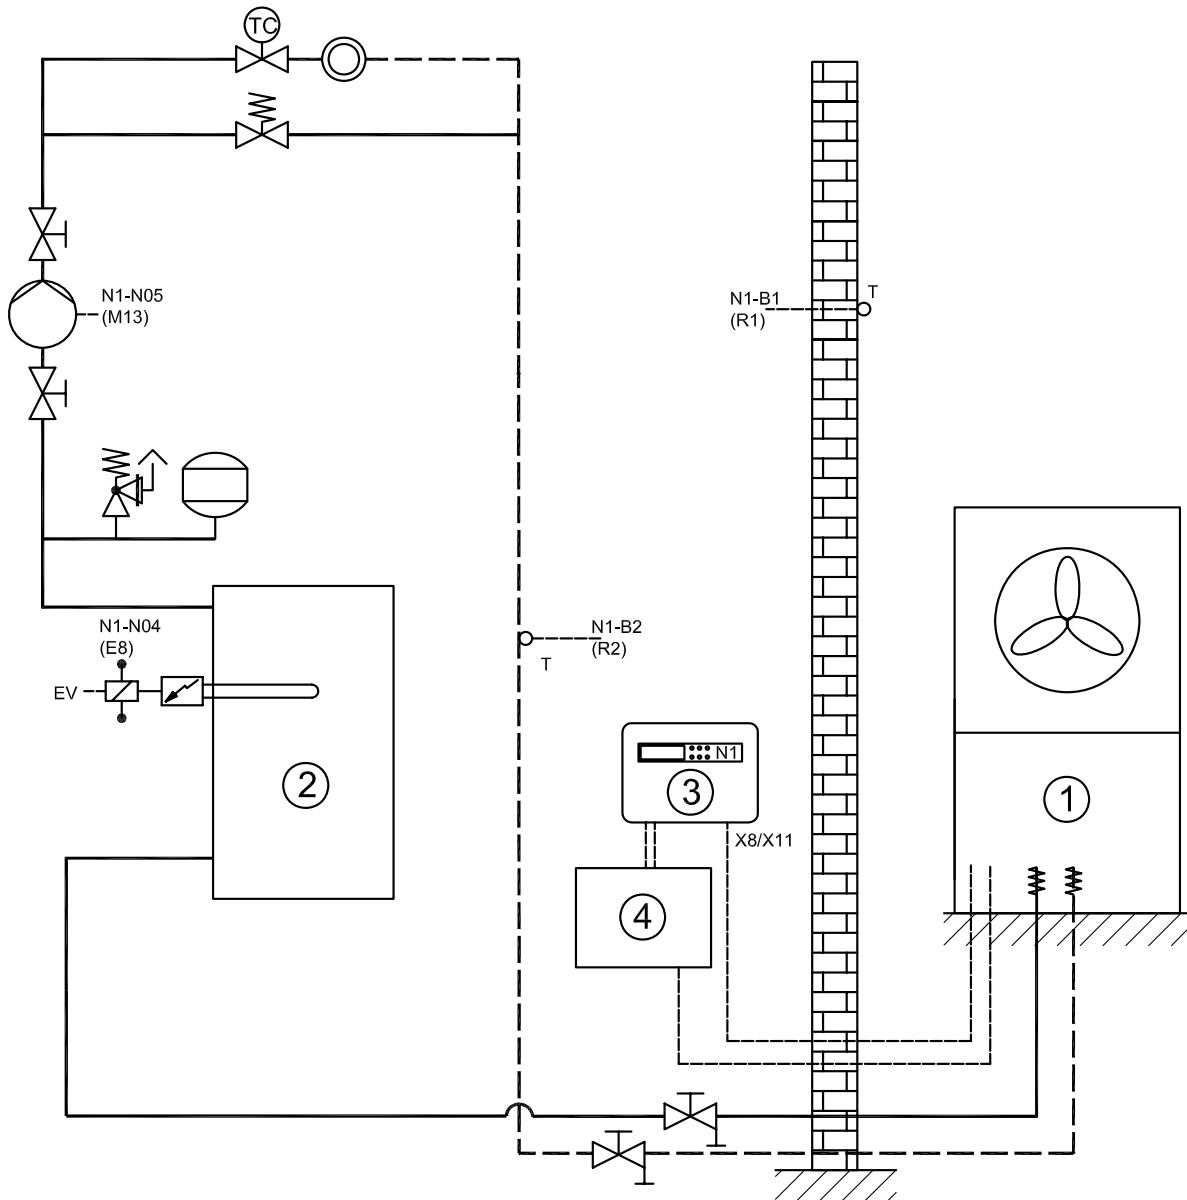 TC
N1-N05
(M13)
N1-B1
(R1)
T
N1-N04
(E8)
EV
N1-B2
(R2)
T
N1
3
2
1
X8/X11
4